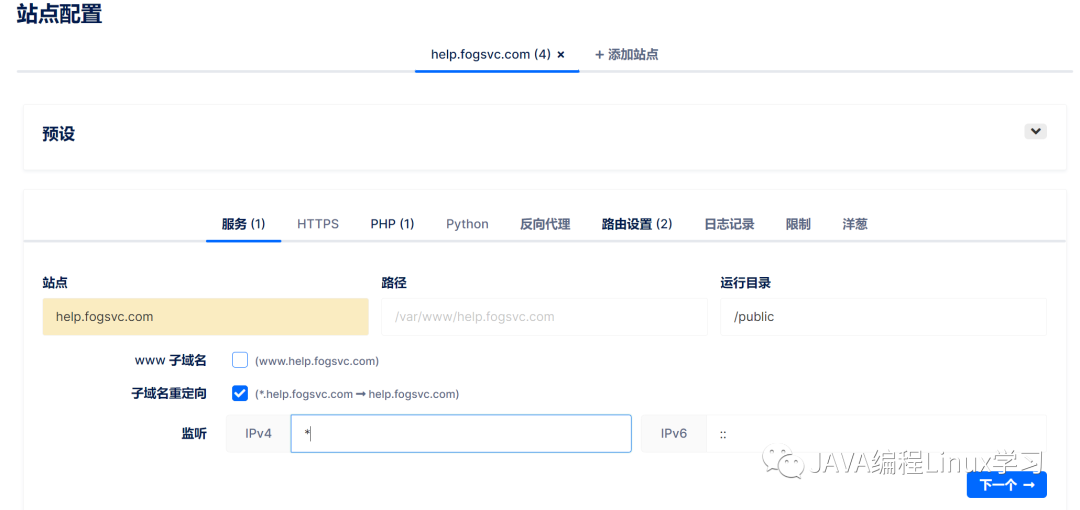 站点配置
help.fogsvc.com (4) × + 添加站点
预设
服务 (1) HTTPS PHP (1) Python 反向代理 路由设置 (2) 日志记录 限制 洋葱
站点 路径 运行目录
help.fogsvc.com /var/www/help.fogsvc.com /public
www 子域名 (www.help.fogsvc.com)
子域名重定向 (*.help.fogsvc.com ➞ help.fogsvc.com)
监听 IPv4 * IPv6 ::
JAVA编程Linux学习
下一个 →